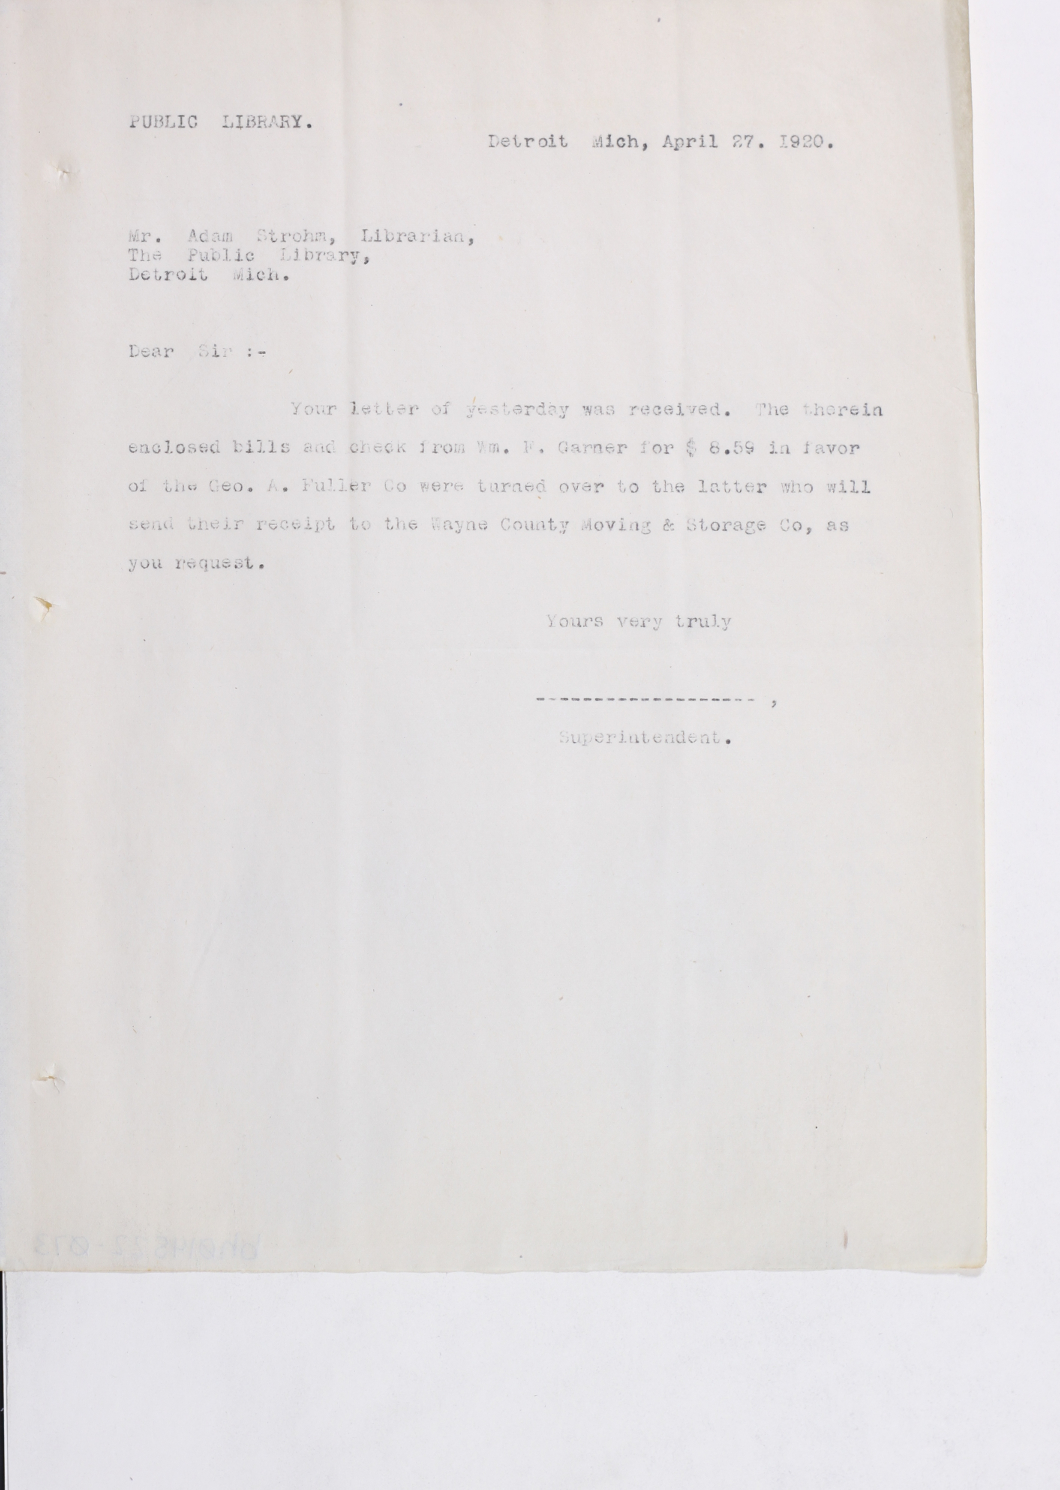 PUBLIC LIBRARY.
Detroit Mich, April 27. 1920.
Mr. Adam Strohm, Librarian,
The Public Library,
Detroit Mich.
Dear Sir :-
Your letter of yesterday was received. The therein
enclosed bills and check from Wm. F. Garner for $ 8.59 in favor
of the Geo. A. Fuller Co were turned over to the latter who will
send their receipt to the Wayne County Moving & Storage Co, as
you request.
Yours very truly
------------------- ,
Superintendent.